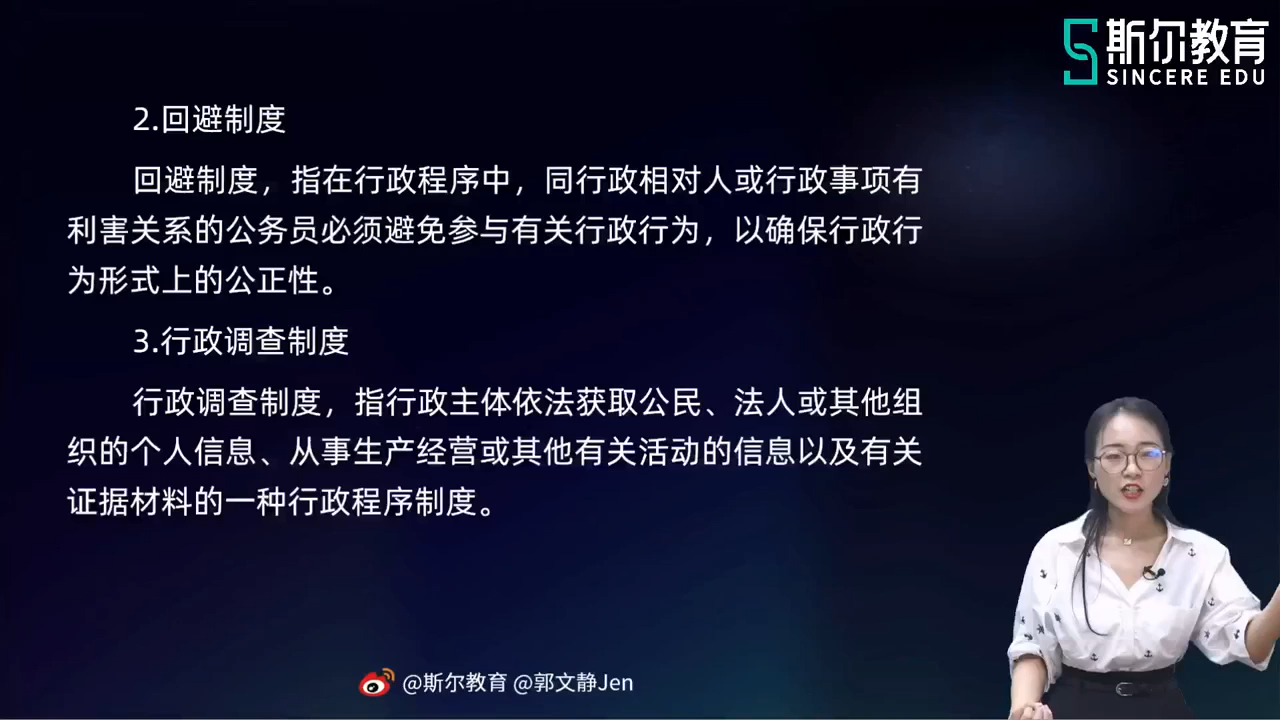 斯尔教育
SINCERE EDU
2.回避制度
回避制度，指在行政程序中，同行政相对人或行政事项有
利害关系的公务员必须避免参与有关行政行为，以确保行政行
为形式上的公正性。
3.行政调查制度
行政调查制度，指行政主体依法获取公民、法人或其他组
织的个人信息、从事生产经营或其他有关活动的信息以及有关
证据材料的一种行政程序制度。
@斯尔教育 @郭文静Jen